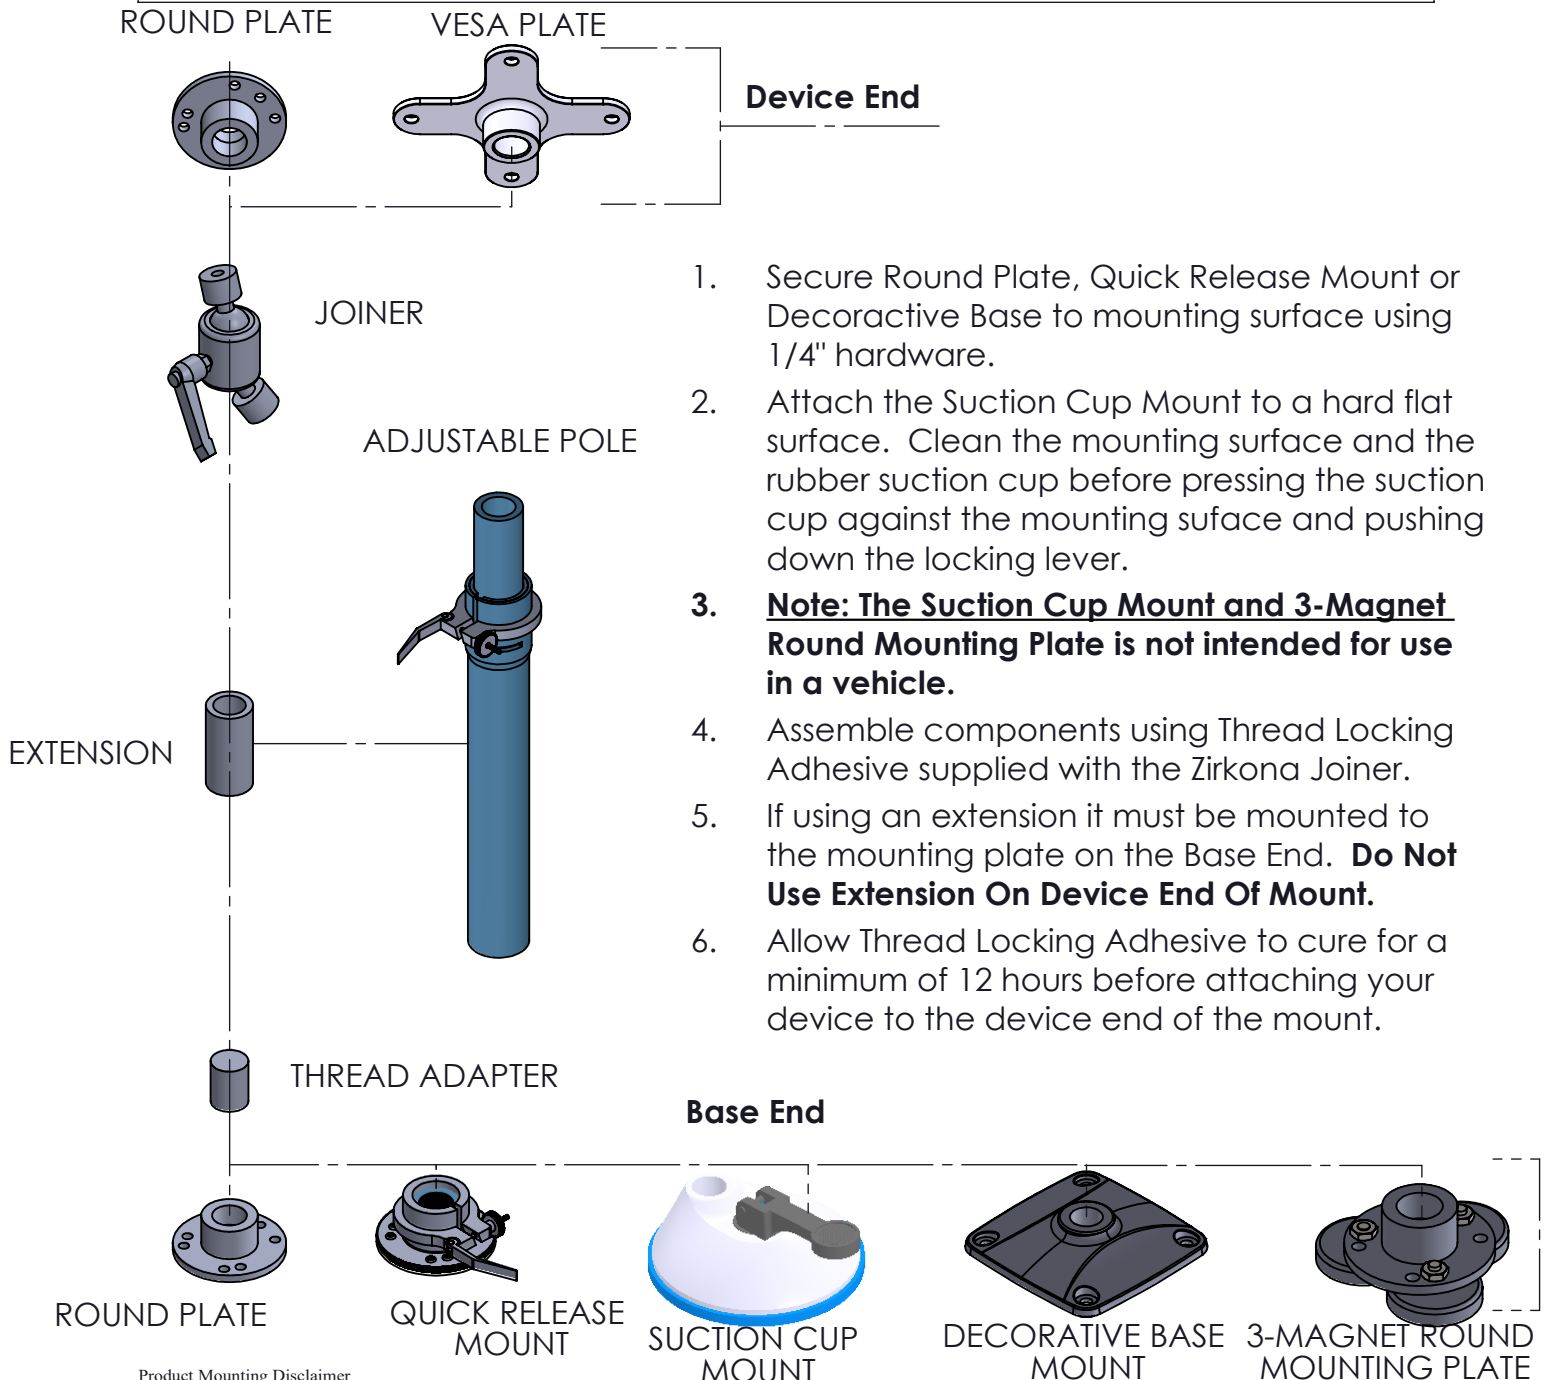 ROUND PLATE
VESA PLATE
Device End
JOINER
ADJUSTABLE POLE
EXTENSION
THREAD ADAPTER
1. Secure Round Plate, Quick Release Mount or
Decoractive Base to mounting surface using
1/4" hardware.
2. Attach the Suction Cup Mount to a hard flat
surface. Clean the mounting surface and the
rubber suction cup before pressing the suction
cup against the mounting suface and pushing
down the locking lever.
3. Note: The Suction Cup Mount and 3-Magnet
Round Mounting Plate is not intended for use
in a vehicle.
4. Assemble components using Thread Locking
Adhesive supplied with the Zirkona Joiner.
5. If using an extension it must be mounted to
the mounting plate on the Base End. Do Not
Use Extension On Device End Of Mount.
6. Allow Thread Locking Adhesive to cure for a
minimum of 12 hours before attaching your
device to the device end of the mount.
Base End
ROUND PLATE
QUICK RELEASE
MOUNT
SUCTION CUP
MOUNT
DECORATIVE BASE
MOUNT
3-MAGNET ROUND
MOUNTING PLATE
Product Mounting Disclaimer